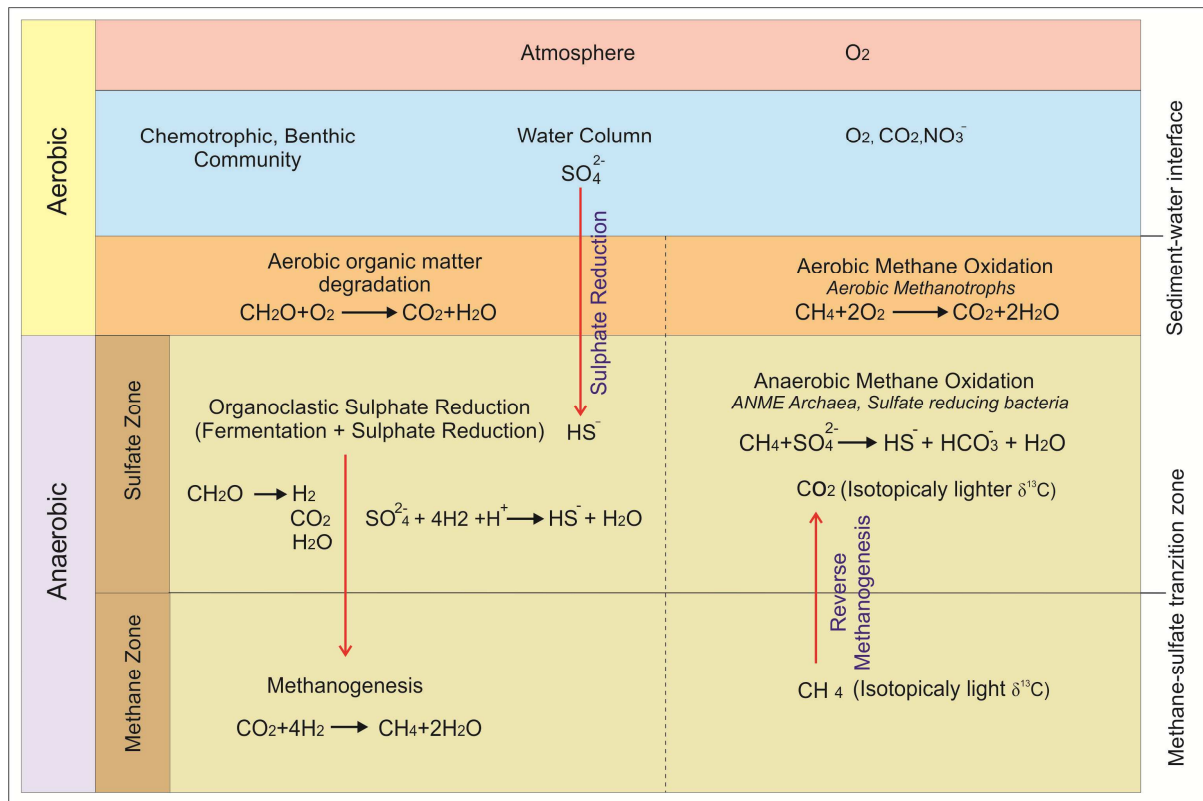 Aerobic
Atmosphere
O2
Chemotrophic, Benthic
Community
Water Column
SO4 2-
O2, CO2,NO3-
Sulphate Reduction
Aerobic organic matter
degradation
CH2O+O2 ⟶ CO2+H2O
Aerobic Methane Oxidation
Aerobic Methanotrophs
CH4+2O2 ⟶ CO2+2H2O
Sediment-water interface
Anaerobic
Sulfate Zone
Organoclastic Sulphate Reduction
(Fermentation + Sulphate Reduction)
HS-
CH2O ⟶ H2
CO2
H2O
SO4 2- + 4H2 +H+ ⟶ HS- + H2O
Anaerobic Methane Oxidation
ANME Archaea, Sulfate reducing bacteria
CH4+SO4 2- ⟶ HS- + HCO3- + H2O
CO2 (Isotopicaly lighter δ13C)
Reverse
Methanogenesis
CH 4 (Isotopicaly light δ13C)
Methane Zone
Methanogenesis
CO2+4H2 ⟶ CH4+2H2O
Methane-sulfate tranzition zone